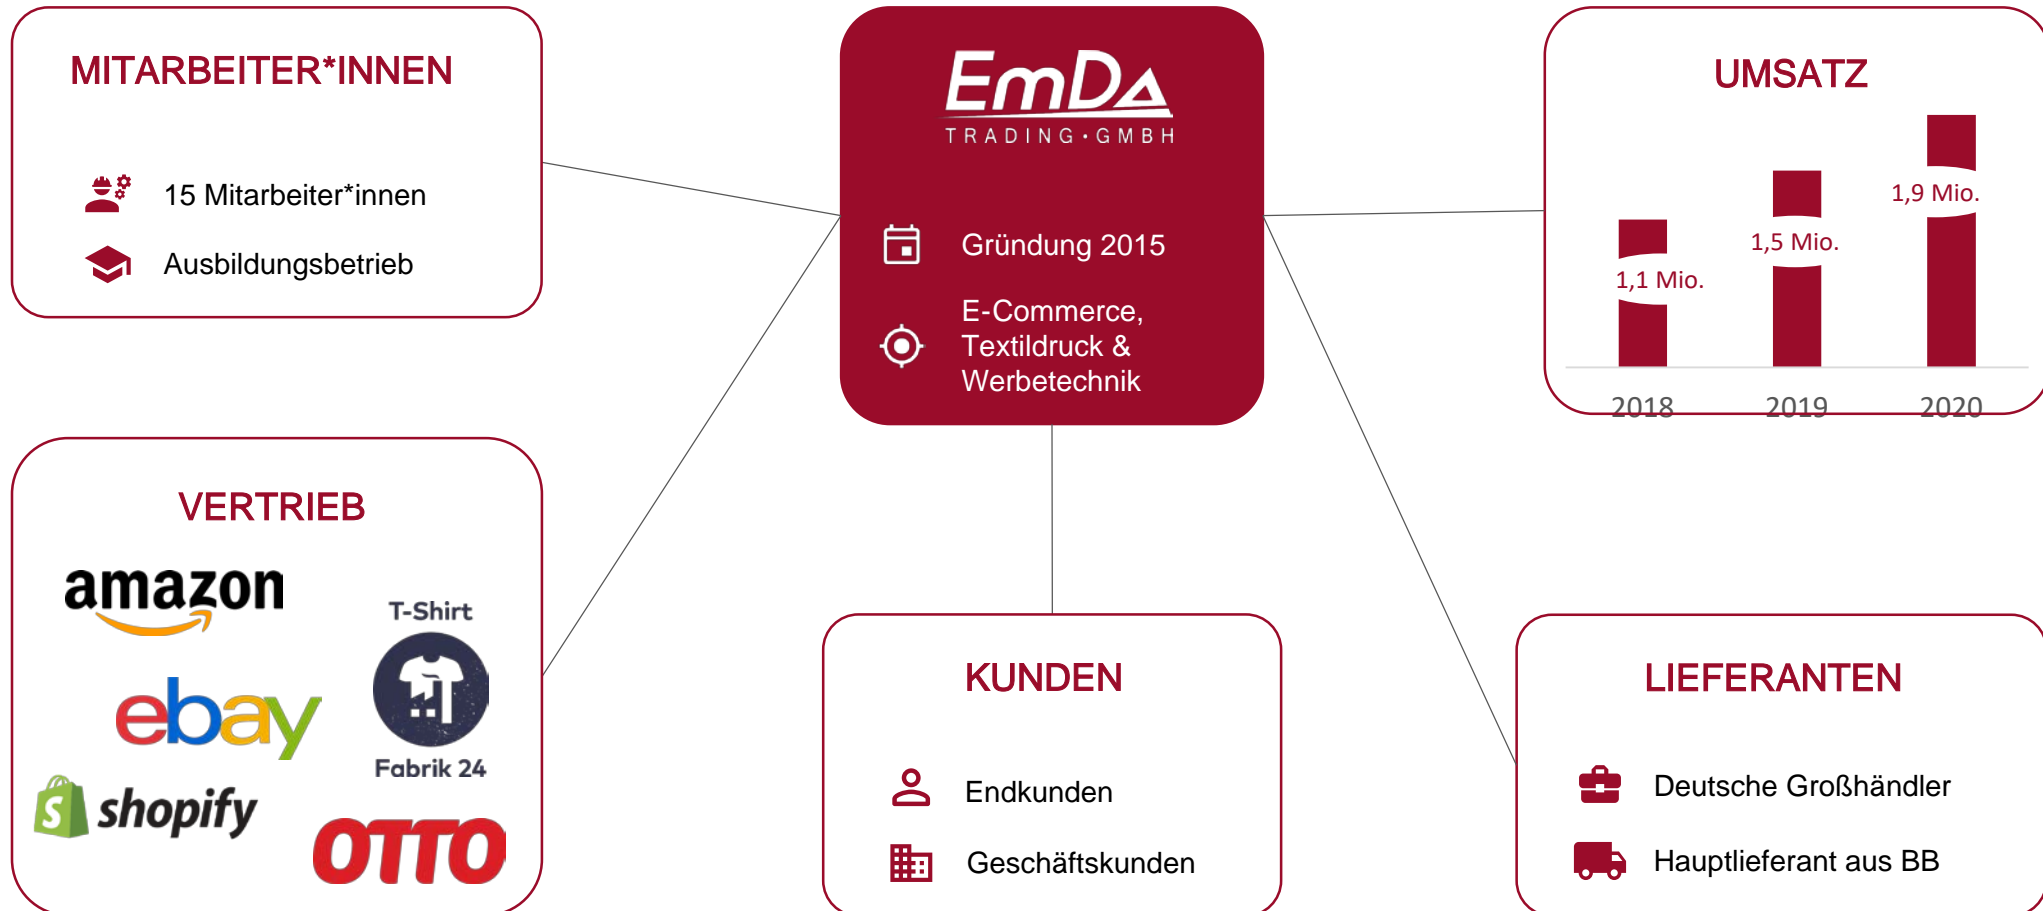 MITARBEITER*INNEN
15 Mitarbeiter*innen
Ausbildungsbetrieb
EmDA
TRADING·GMBH
Gründung 2015
E-Commerce,
Textildruck &
Werbetechnik
UMSATZ
1,1 Mio.
1,5 Mio.
1,9 Mio.
2018
2019
2020
VERTRIEB
amazon
T-Shirt
Fabrik 24
ebay
S shopify
OTTO
KUNDEN
Endkunden
Geschäftskunden
LIEFERANTEN
Deutsche Großhändler
Hauptlieferant aus BB